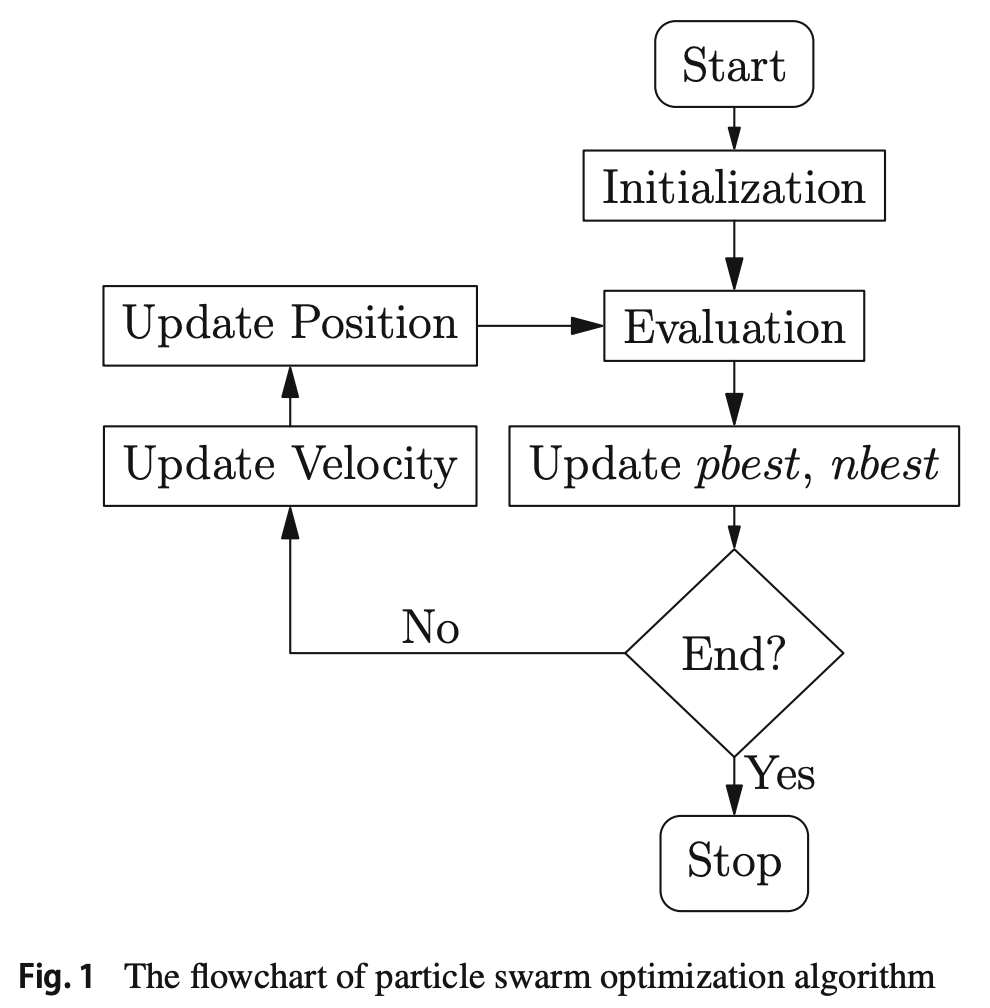 Start
Initialization
Update Position
Evaluation
Update Velocity
Update pbest, nbest
No
End?
Yes
Stop
Fig. 1 The flowchart of particle swarm optimization algorithm